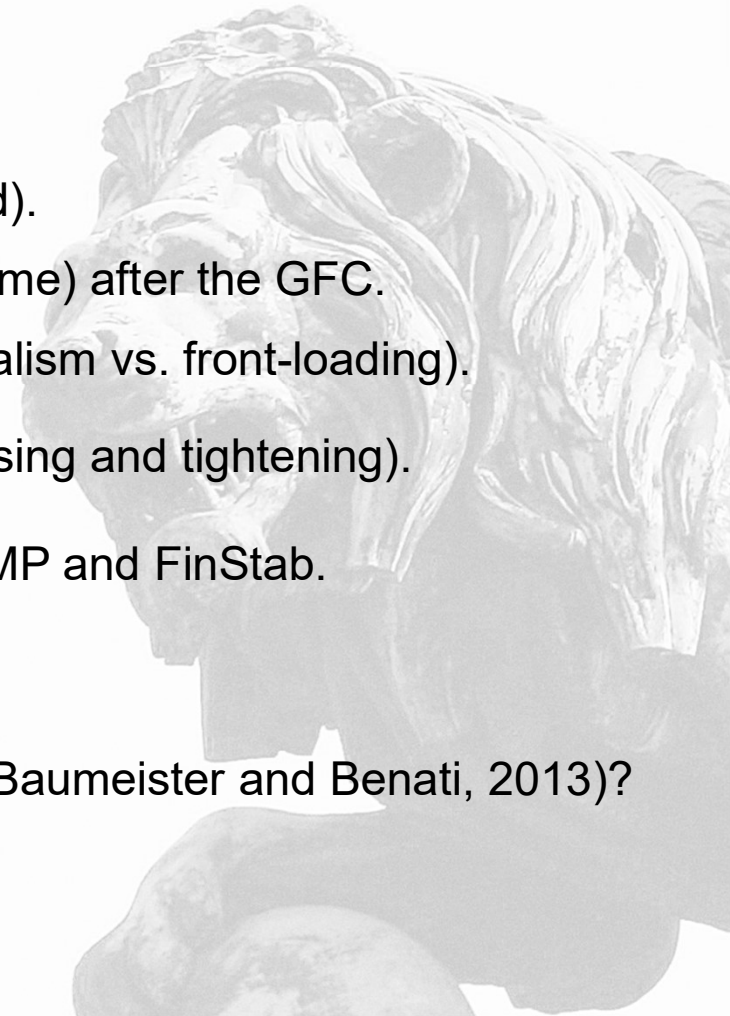 d).
me) after the GFC.
alism vs. front-loading).
sing and tightening).
MP and FinStab.
Baumeister and Benati, 2013)?